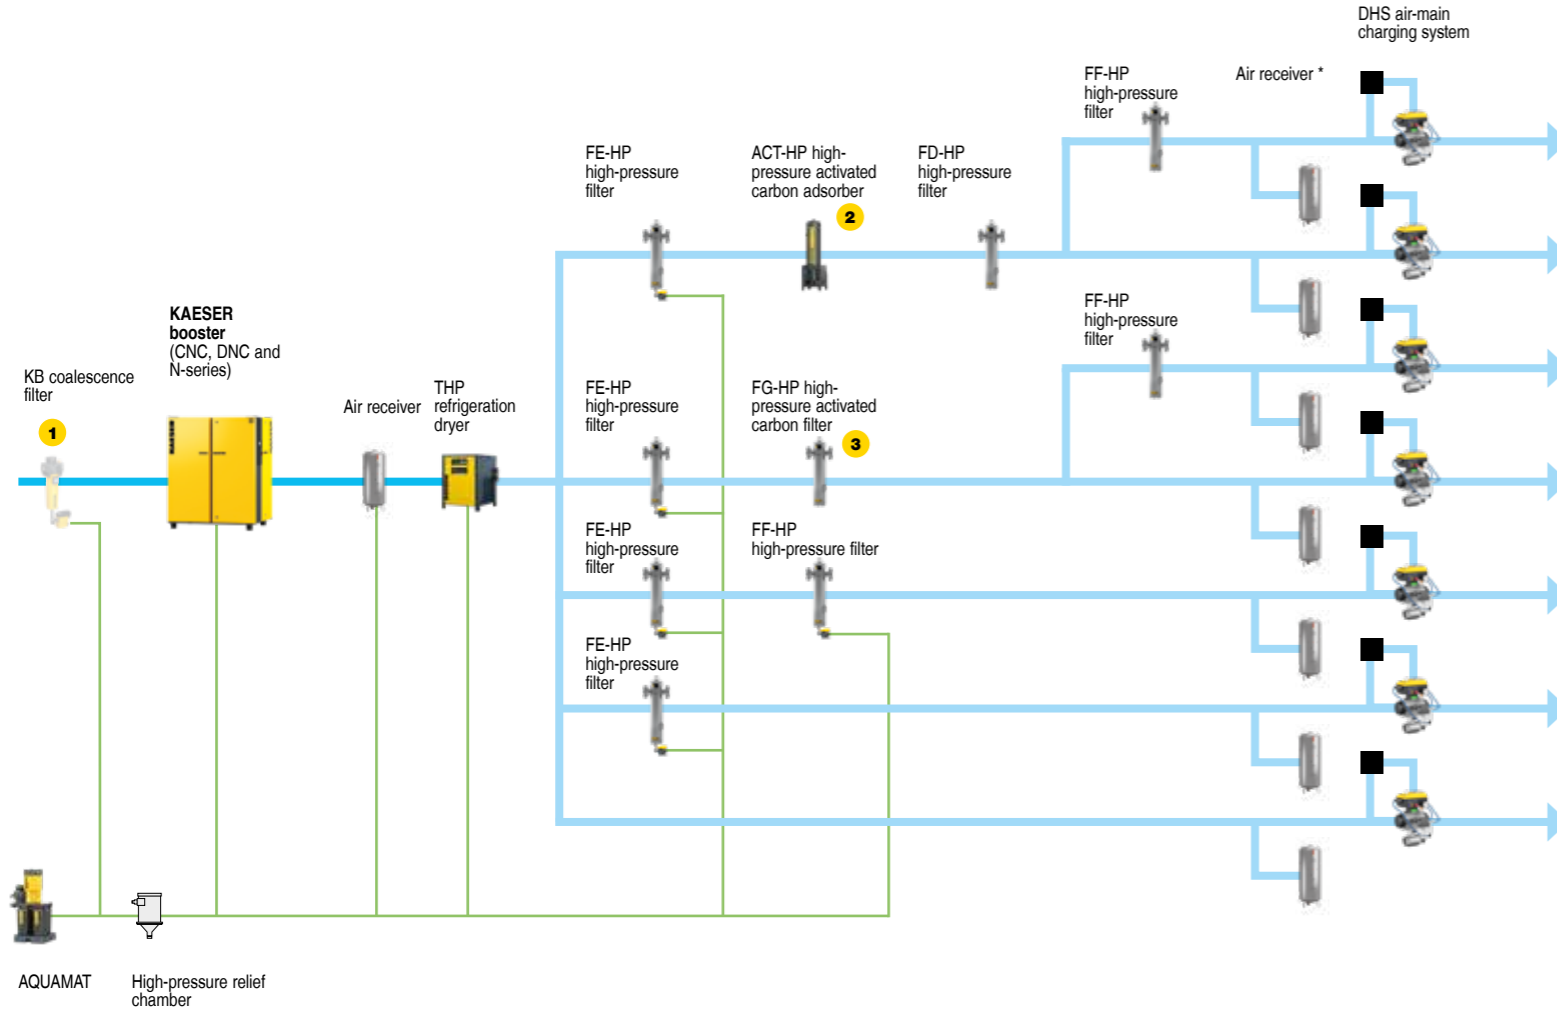 DHS air-main
charging system
FF-HP
high-pressure
filter
Air receiver *
FE-HP
high-pressure
filter
ACT-HP high-
pressure activated
carbon adsorber
2
FD-HP
high-pressure
filter
KAESER
booster
(CNC, DNC and
N-series)
FF-HP
high-pressure
filter
KB coalescence
filter
1
Air receiver
THP
refrigeration
dryer
FE-HP
high-pressure
filter
FG-HP high-
pressure activated
carbon filter
3
FE-HP
high-pressure
filter
FF-HP
high-pressure filter
FE-HP
high-pressure
filter
AQUAMAT
High-pressure relief
chamber